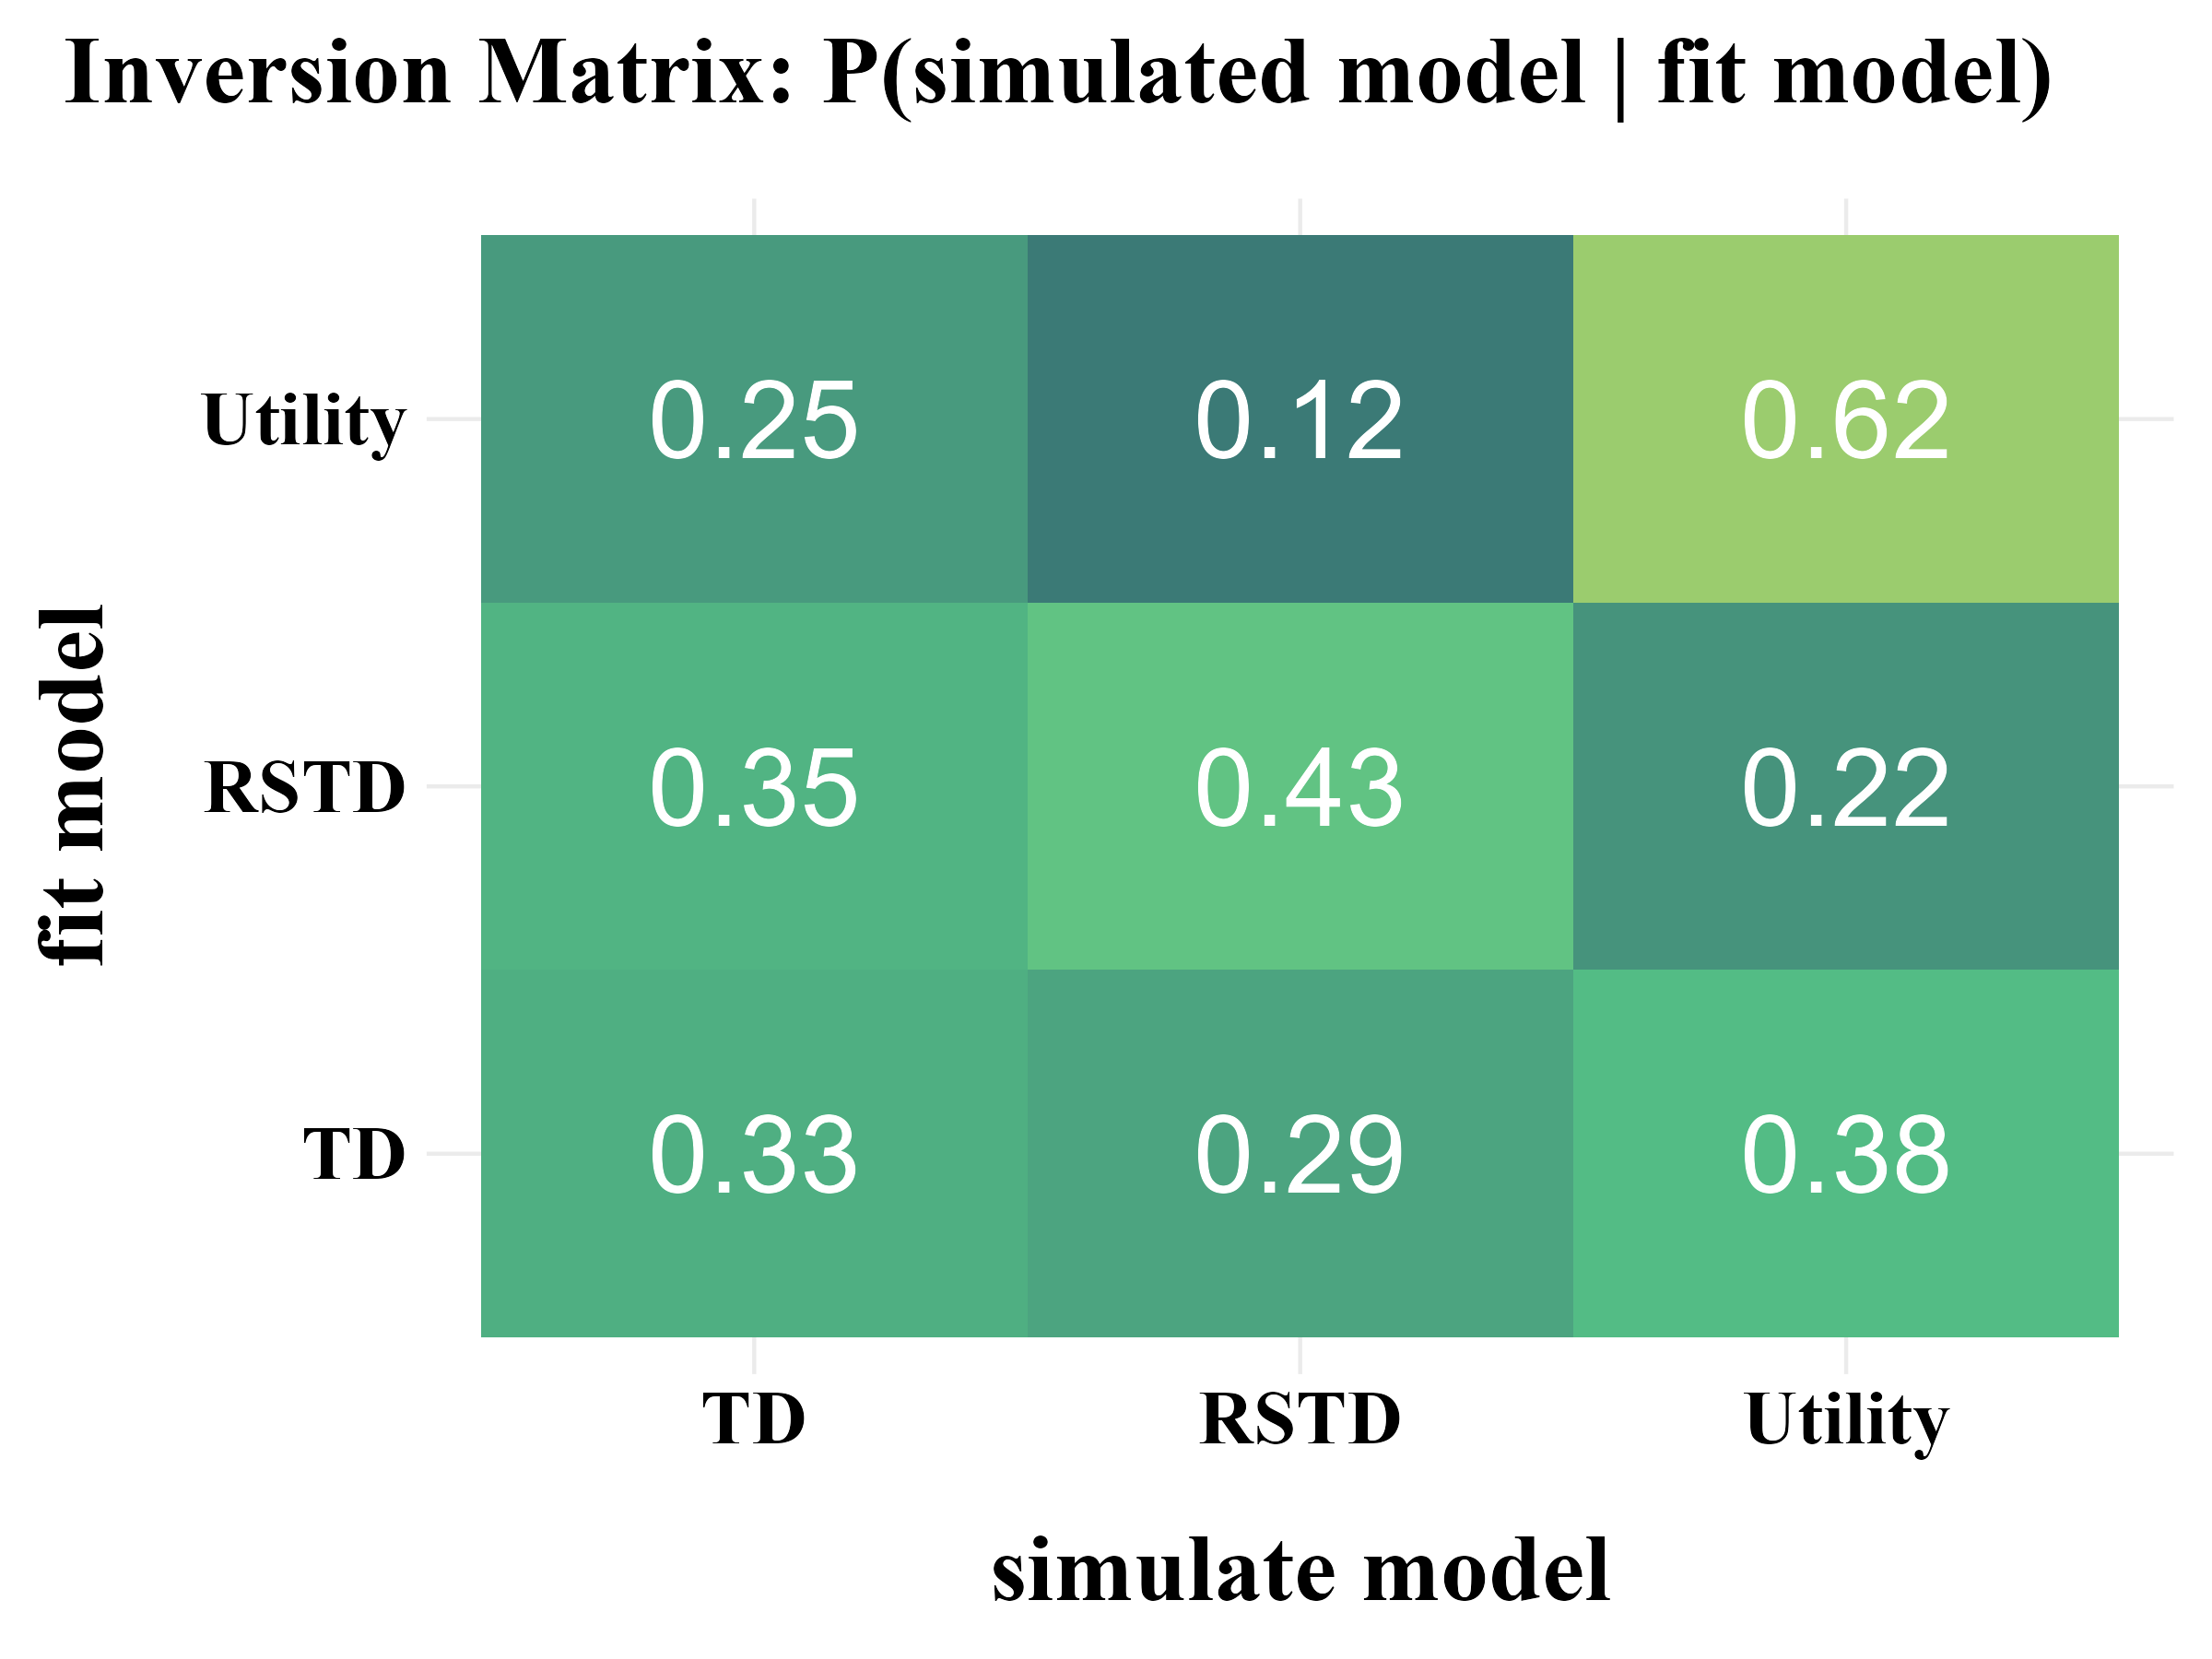 Inversion Matrix: P(simulated model | fit model)
fit model
Utility 0.25 0.12 0.62
RSTD 0.35 0.43 0.22
TD 0.33 0.29 0.38
TD RSTD Utility
simulate model